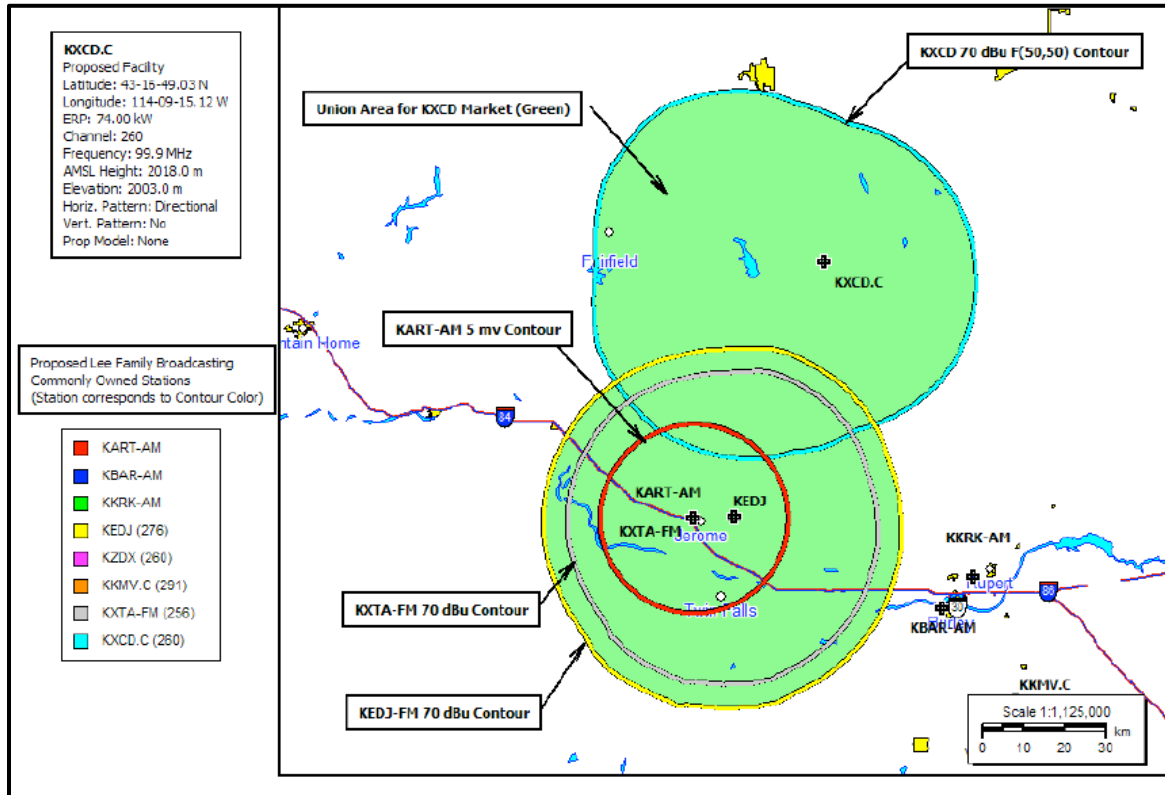 KXCD.C
Proposed Facility
Latitude: 43-16-49.03 N
Longitude: 114-09-15.12 W
ERP: 74.00 kW
Channel: 260
Frequency: 99.9 MHz
AMSL Height: 2018.0 m
Elevation: 2003.0 m
Horiz. Pattern: Directional
Vert. Pattern: No
Prop Model: None
KXCD 70 dBu F(50,50) Contour
Union Area for KXCD Market (Green)
Fairfield
KXCD.C
KART-AM 5 mv Contour
ntain Home
Proposed Lee Family Broadcasting
Commonly Owned Stations
(Station corresponds to Contour Color)
84
KART-AM
KBAR-AM
KKRK-AM
KEDJ (276)
KZDX (260)
KKMV.C (291)
KXTA-FM (256)
KXCD.C (260)
KART-AM
KEDJ
KXTA-FM
Jerome
KKRK-AM
Rupert
86
30
KXTA-FM 70 dBu Contour
Twin Falls
Burley
KBAR-AM
KEDJ-FM 70 dBu Contour
KKMV.C
Scale 1:1,125,000
km
0 10 20 30